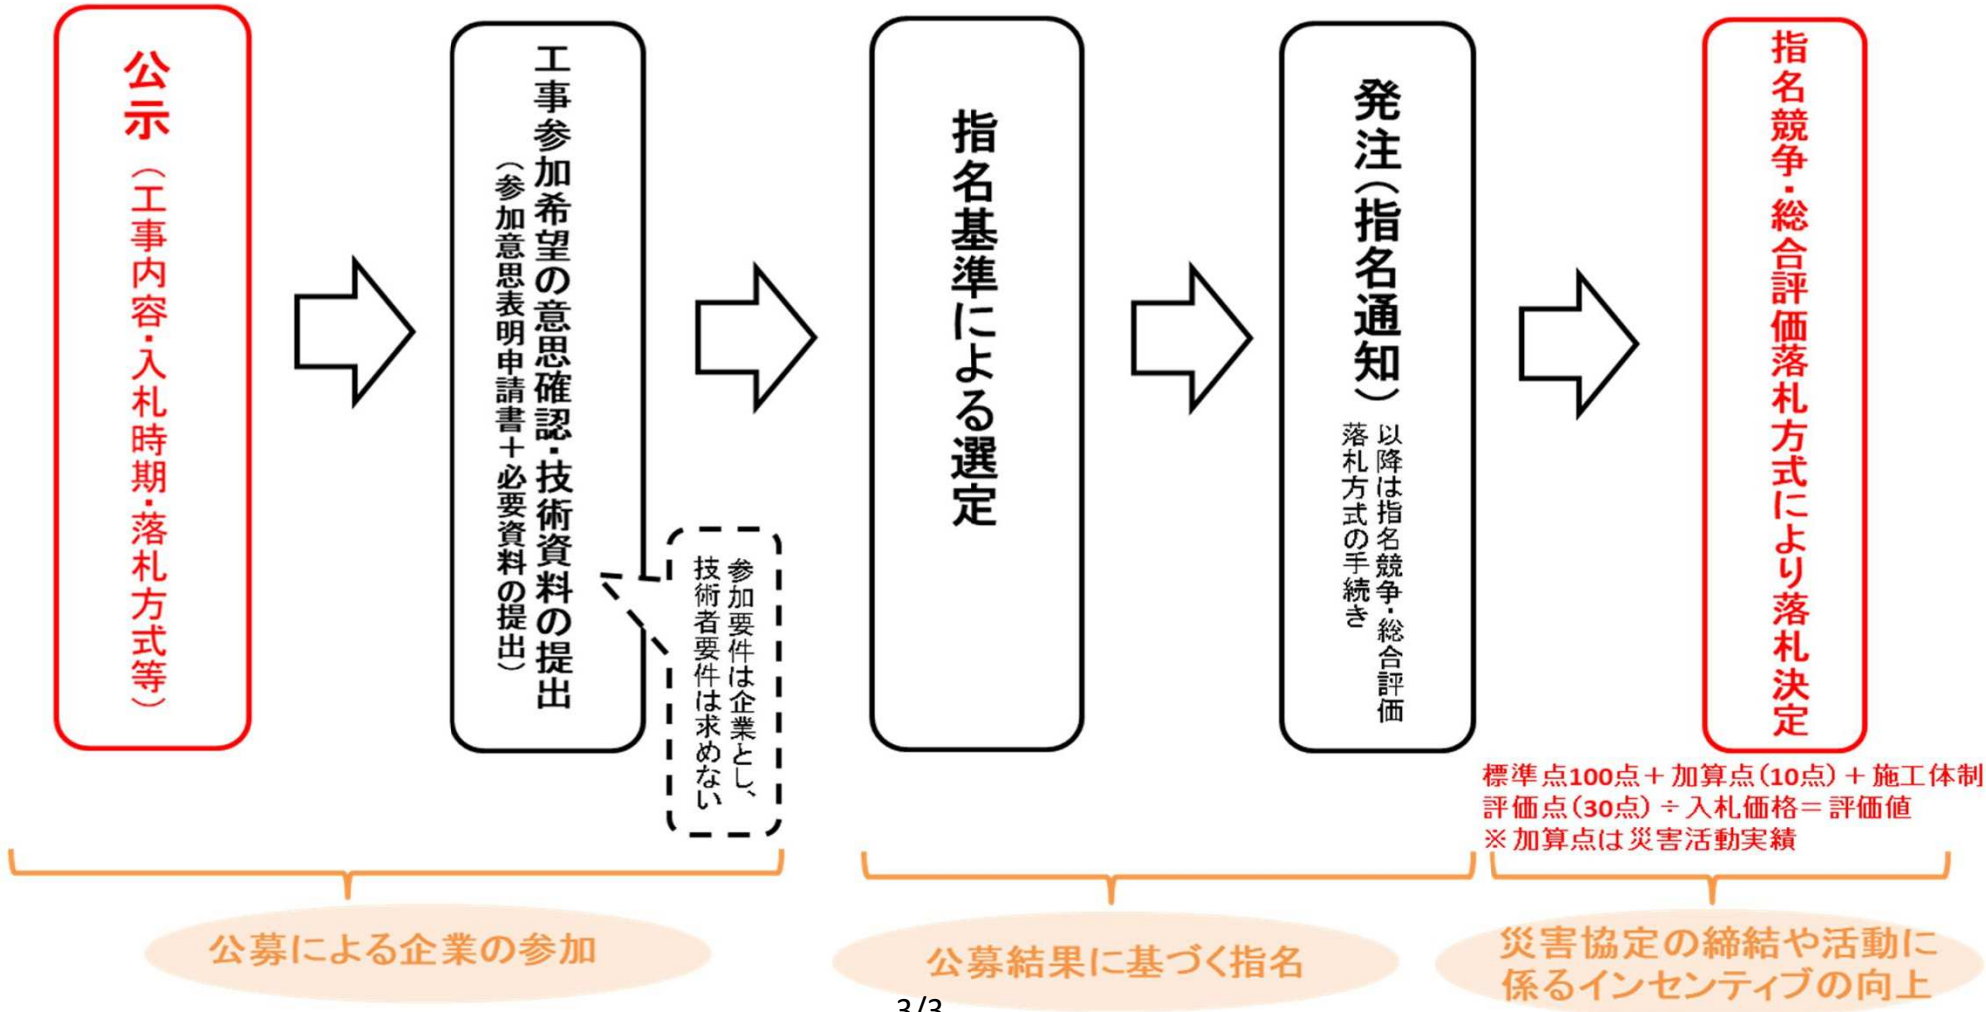 公示（工事内容・入札時期・落札方式等）
工事参加希望の意思確認・技術資料の提出
（参加意思表明申請書＋必要資料の提出）
参加要件は企業とし、
技術者要件は求めない
指名基準による選定
発注（指名通知）
以降は指名競争・総合評価
落札方式の手続き
指名競争・総合評価落札方式により落札決定
標準点100点＋加算点（10点）＋施工体制
評価点（30点）÷入札価格＝評価値
※加算点は災害活動実績
公募による企業の参加
公募結果に基づく指名
災害協定の締結や活動に
係るインセンティブの向上
3/3